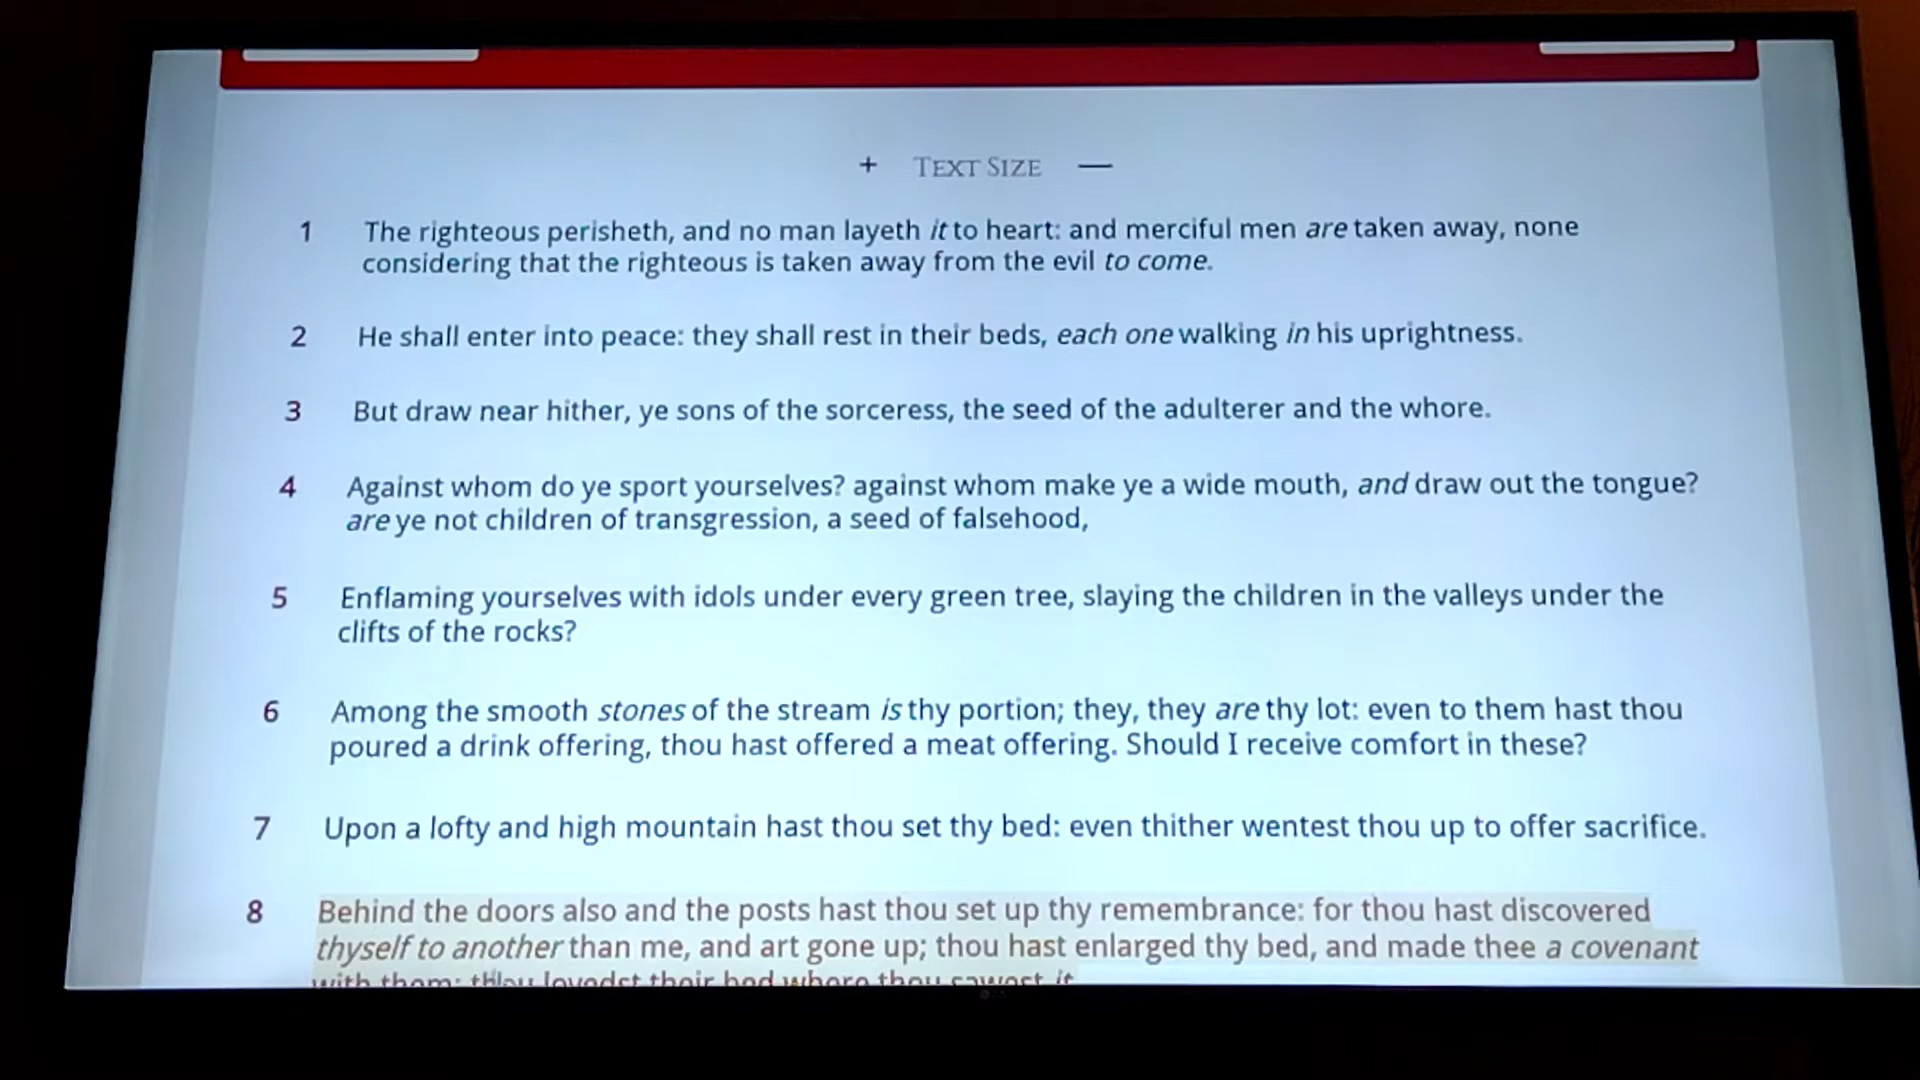 + TEXT SIZE —
1 The righteous perisheth, and no man layeth it to heart: and merciful men are taken away, none
considering that the righteous is taken away from the evil to come.
2 He shall enter into peace: they shall rest in their beds, each one walking in his uprightness.
3 But draw near hither, ye sons of the sorceress, the seed of the adulterer and the whore.
4 Against whom do ye sport yourselves? against whom make ye a wide mouth, and draw out the tongue?
are ye not children of transgression, a seed of falsehood,
5 Enflaming yourselves with idols under every green tree, slaying the children in the valleys under the
clifts of the rocks?
6 Among the smooth stones of the stream is thy portion; they, they are thy lot: even to them hast thou
poured a drink offering, thou hast offered a meat offering. Should I receive comfort in these?
7 Upon a lofty and high mountain hast thou set thy bed: even thither wentest thou up to offer sacrifice.
8 Behind the doors also and the posts hast thou set up thy remembrance: for thou hast discovered
thyself to another than me, and art gone up; thou hast enlarged thy bed, and made thee a covenant
with them; thou lovedst their bed where thou sawest it